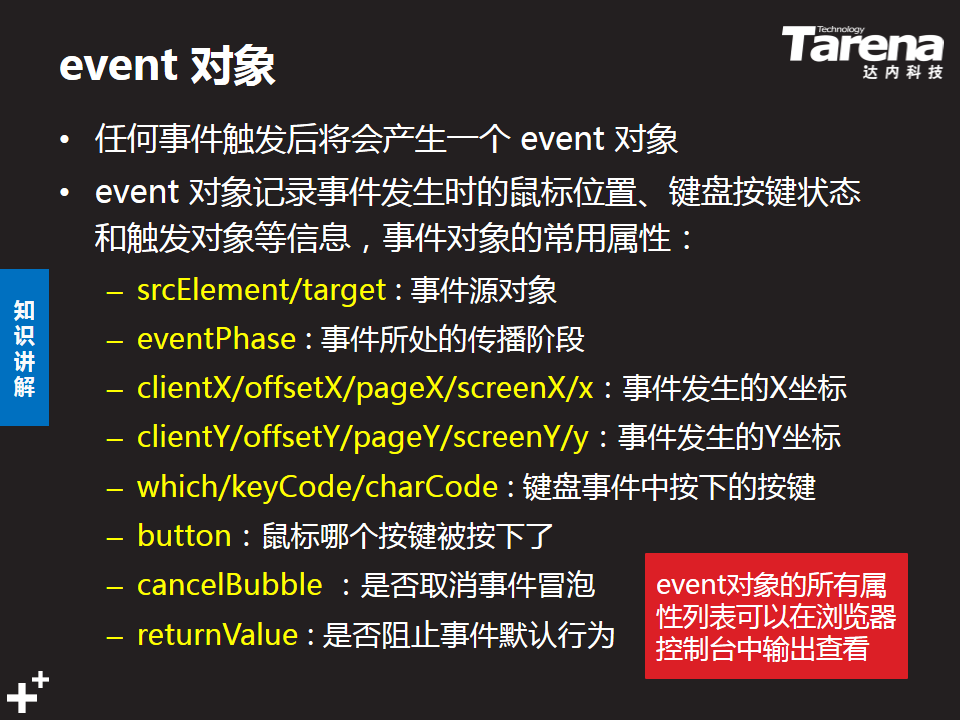 event 对象
Technology
Tarena
达内科技
• 任何事件触发后将会产生一个 event 对象
• event 对象记录事件发生时的鼠标位置、键盘按键状态
和触发对象等信息，事件对象的常用属性：
– srcElement/target : 事件源对象
– eventPhase : 事件所处的传播阶段
– clientX/offsetX/pageX/screenX/x：事件发生的X坐标
– clientY/offsetY/pageY/screenY/y：事件发生的Y坐标
– which/keyCode/charCode : 键盘事件中按下的按键
– button：鼠标哪个按键被按下了
– cancelBubble ：是否取消事件冒泡
– returnValue : 是否阻止事件默认行为
知识讲解
event对象的所有属
性列表可以在浏览器
控制台中输出查看